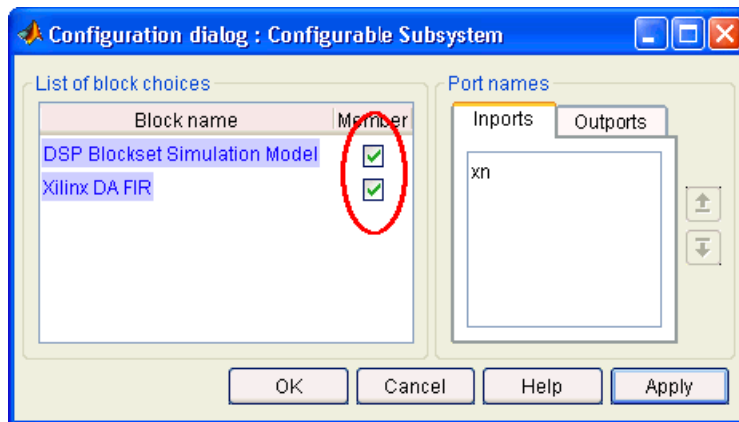 Configuration dialog : Configurable Subsystem
List of block choices
Block name Member
DSP Blockset Simulation Model
Xilinx DA FIR
Port names
Inports Outports
xn
OK Cancel Help Apply